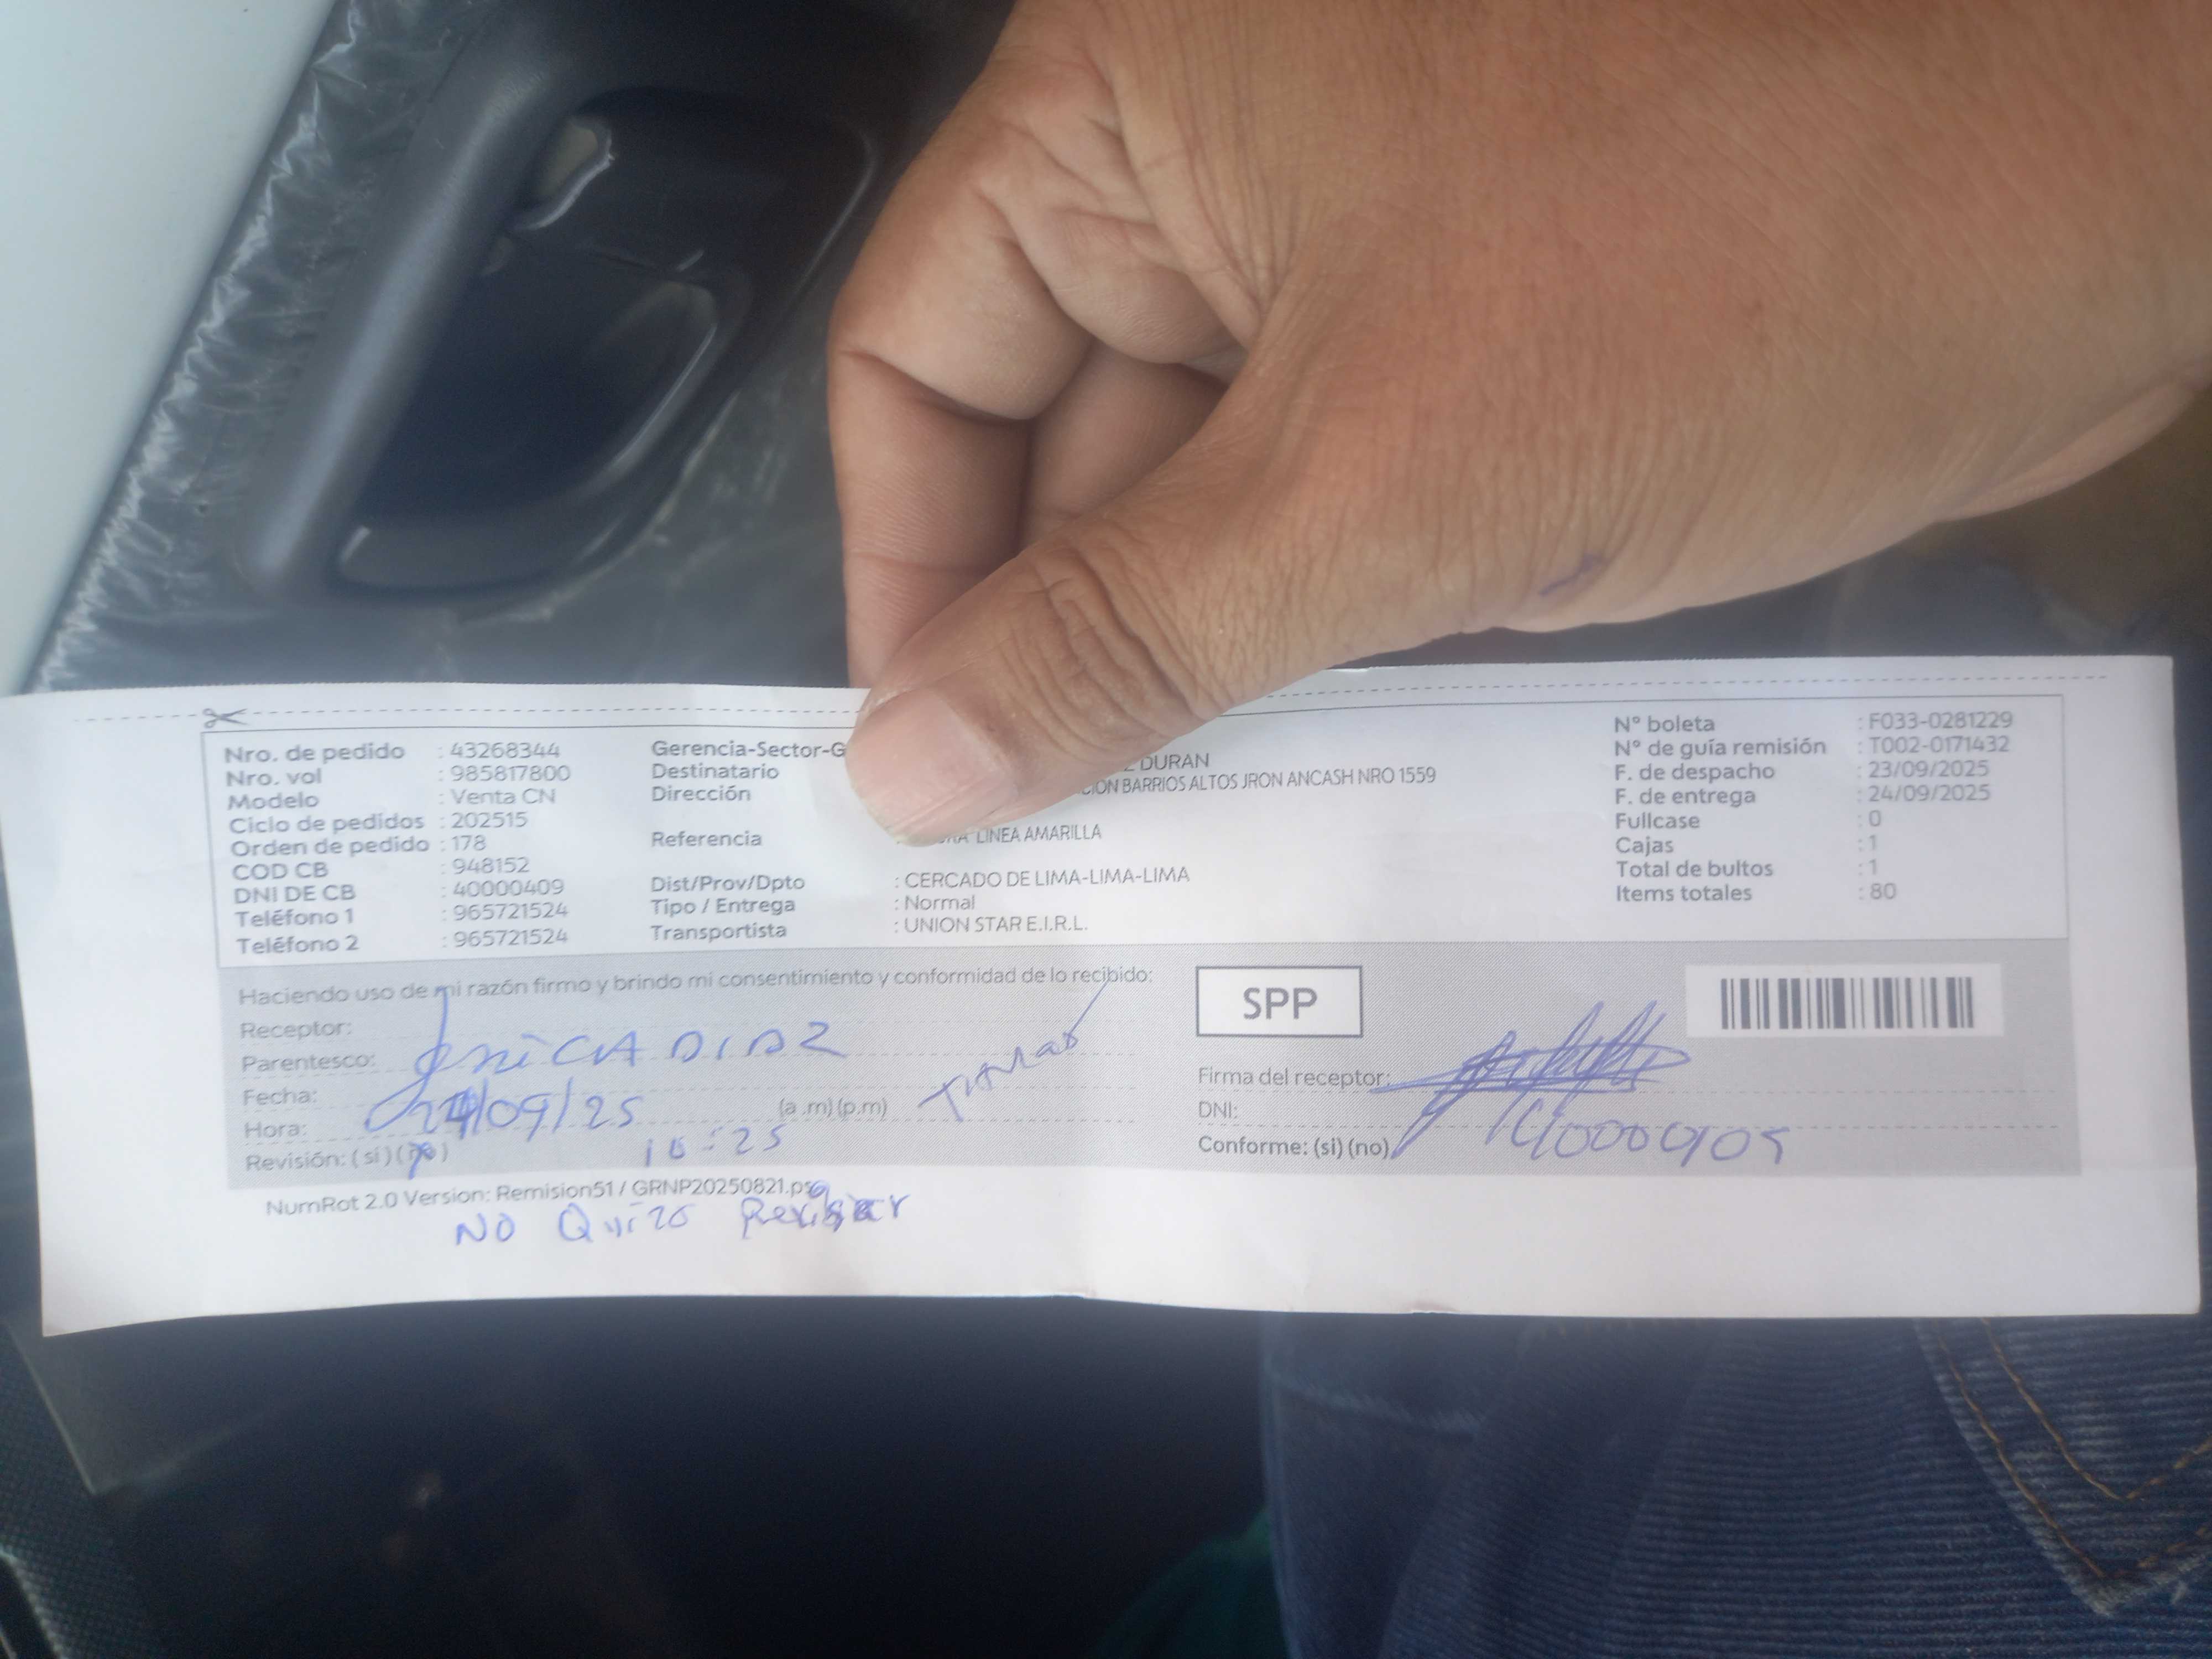 Nro. de pedido : 43268344
Nro. vol : 985817800
Modelo : Venta CN
Ciclo de pedidos : 202515
Orden de pedido : 178
COD CB : 948152
DNI DE CB : 40000409
Teléfono 1 : 965721524
Teléfono 2 : 965721524
Gerencia-Sector-G
Destinatario DURAN
Dirección BARRIOS ALTOS JRON ANCASH NRO 1559
Referencia LINEA AMARILLA
Dist/Prov/Dpto : CERCADO DE LIMA-LIMA-LIMA
Tipo / Entrega : Normal
Transportista : UNION STAR E.I.R.L.
N° boleta : F033-0281229
N° de guía remisión : T002-0171432
F. de despacho : 23/09/2025
F. de entrega : 24/09/2025
Fullcase : 0
Cajas : 1
Total de bultos : 1
Items totales : 80
Haciendo uso de mi razón firmo y brindo mi consentimiento y conformidad de lo recibido:
Receptor:
Parentesco: DIAZ
Fecha: 24/09/25
Hora: 10:25 (a.m) (p.m)
Revisión: (si) (no)
SPP
Firma del receptor:
DNI:
Conforme: (si) (no)
NumRot 2.0 Version: Remision51 / GRNP20250821.ps
NO Quizo Revisar